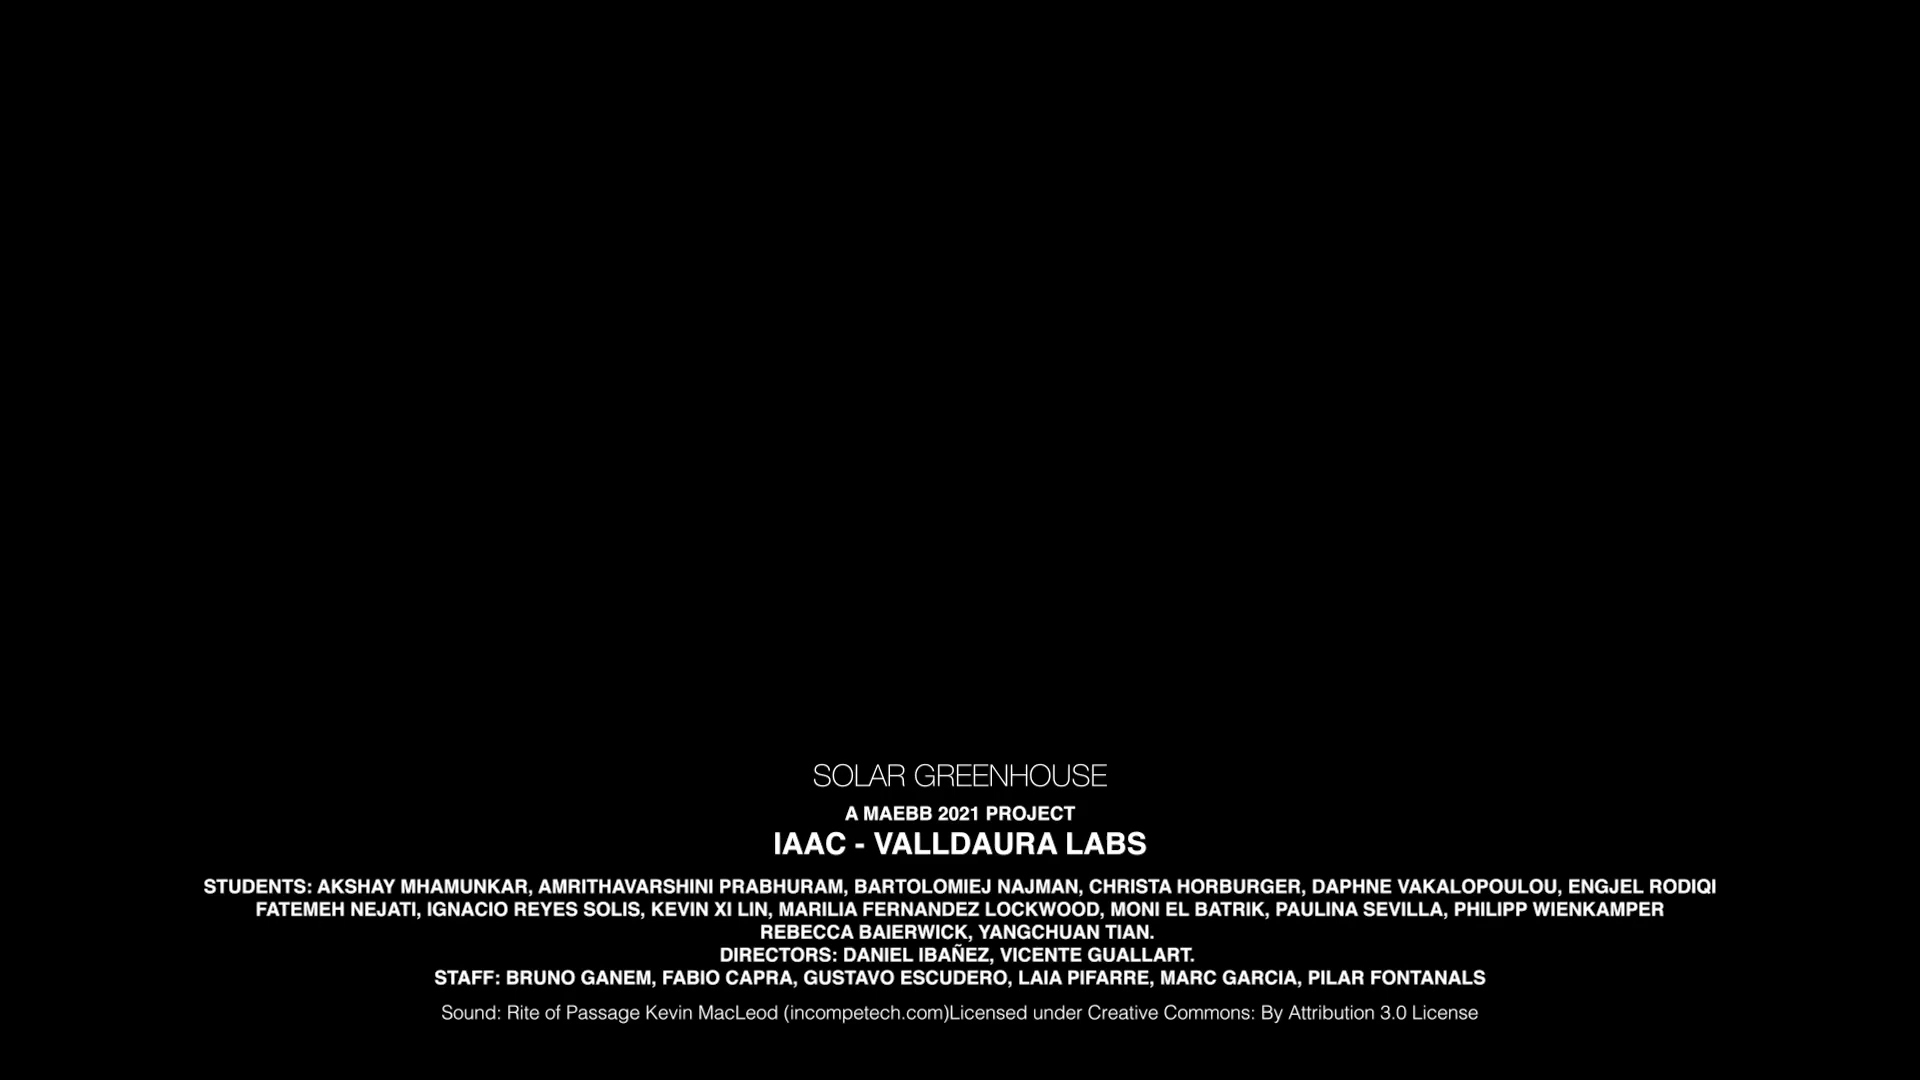 SOLAR GREENHOUSE
A MAEBB 2021 PROJECT
IAAC - VALLDAURA LABS
STUDENTS: AKSHAY MHAMUNKAR, AMRITHAVARSHINI PRABHURAM, BARTOLOMIEJ NAJMAN, CHRISTA HORBURGER, DAPHNE VAKALOPOULOU, ENGJEL RODIQI
FATEMEH NEJATI, IGNACIO REYES SOLIS, KEVIN XI LIN, MARILIA FERNANDEZ LOCKWOOD, MONI EL BATRIK, PAULINA SEVILLA, PHILIPP WIENKAMPER
REBECCA BAIERWICK, YANGCHUAN TIAN.
DIRECTORS: DANIEL IBAÑEZ, VICENTE GUALLART.
STAFF: BRUNO GANEM, FABIO CAPRA, GUSTAVO ESCUDERO, LAIA PIFARRE, MARC GARCIA, PILAR FONTANALS
Sound: Rite of Passage Kevin MacLeod (incompetech.com)Licensed under Creative Commons: By Attribution 3.0 License